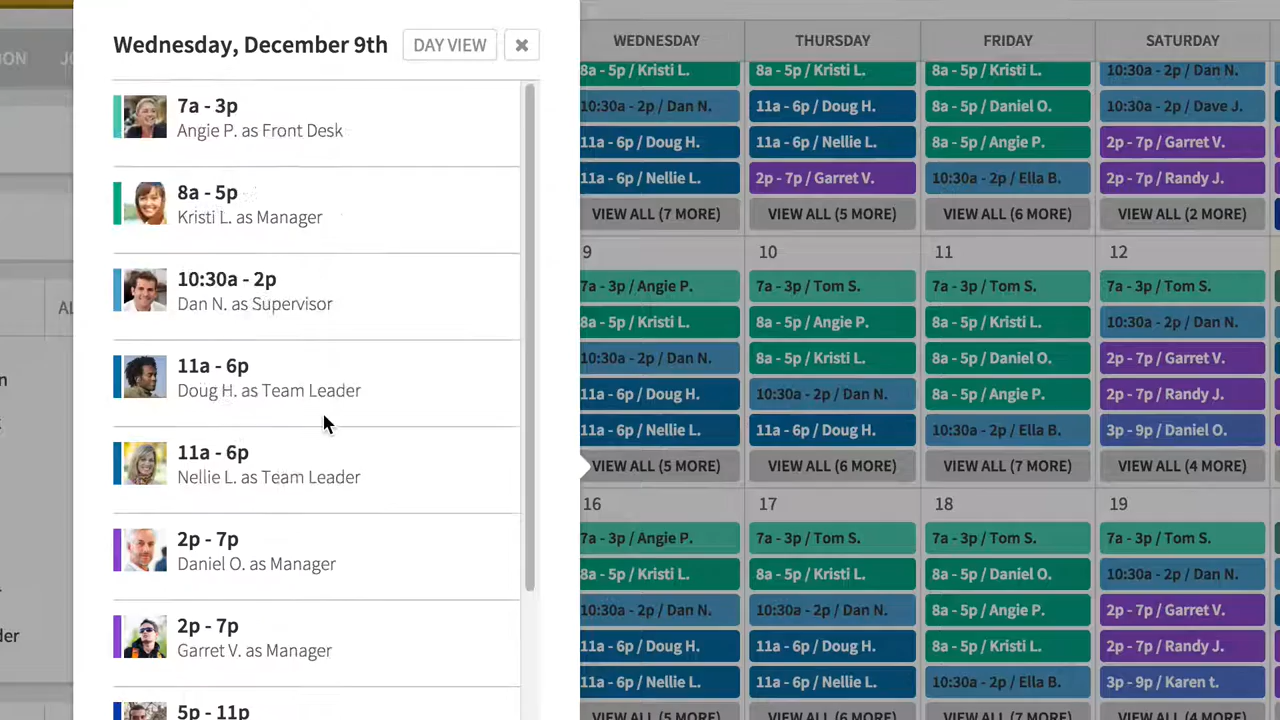 Wednesday, December 9th
DAY VIEW
7a - 3p
Angie P. as Front Desk
8a - 5p
Kristi L. as Manager
10:30a - 2p
Dan N. as Supervisor
11a - 6p
Doug H. as Team Leader
11a - 6p
Nellie L. as Team Leader
2p - 7p
Daniel O. as Manager
2p - 7p
Garret V. as Manager
5p - 11p
WEDNESDAY THURSDAY FRIDAY SATURDAY
8a - 5p / Kristi L. 8a - 5p / Kristi L. 8a - 5p / Kristi L. 10:30a - 2p / Dan N.
10:30a - 2p / Dan N. 11a - 6p / Doug H. 8a - 5p / Daniel O. 10:30a - 2p / Dave J.
11a - 6p / Doug H. 11a - 6p / Nellie L. 8a - 5p / Angie P. 2p - 7p / Garret V.
11a - 6p / Nellie L. 2p - 7p / Garret V. 10:30a - 2p / Ella B. 2p - 7p / Randy J.
VIEW ALL (7 MORE) VIEW ALL (5 MORE) VIEW ALL (6 MORE) VIEW ALL (2 MORE)
9 10 11 12
7a - 3p / Angie P. 7a - 3p / Tom S. 7a - 3p / Tom S. 7a - 3p / Tom S.
8a - 5p / Kristi L. 8a - 5p / Angie P. 8a - 5p / Kristi L. 10:30a - 2p / Dan N.
10:30a - 2p / Dan N. 8a - 5p / Kristi L. 8a - 5p / Daniel O. 2p - 7p / Garret V.
11a - 6p / Doug H. 10:30a - 2p / Dan N. 8a - 5p / Angie P. 2p - 7p / Randy J.
11a - 6p / Nellie L. 11a - 6p / Doug H. 10:30a - 2p / Ella B. 3p - 9p / Daniel O.
VIEW ALL (5 MORE) VIEW ALL (6 MORE) VIEW ALL (7 MORE) VIEW ALL (4 MORE)
16 17 18 19
7a - 3p / Angie P. 7a - 3p / Tom S. 7a - 3p / Tom S. 7a - 3p / Tom S.
8a - 5p / Kristi L. 8a - 5p / Kristi L. 8a - 5p / Daniel O. 10:30a - 2p / Dan N.
10:30a - 2p / Dan N. 10:30a - 2p / Dan N. 8a - 5p / Angie P. 2p - 7p / Garret V.
11a - 6p / Doug H. 11a - 6p / Doug H. 8a - 5p / Kristi L. 2p - 7p / Randy J.
11a - 6p / Nellie L. 11a - 6p / Nellie L. 10:30a - 2p / Ella B. 3p - 9p / Karen t.